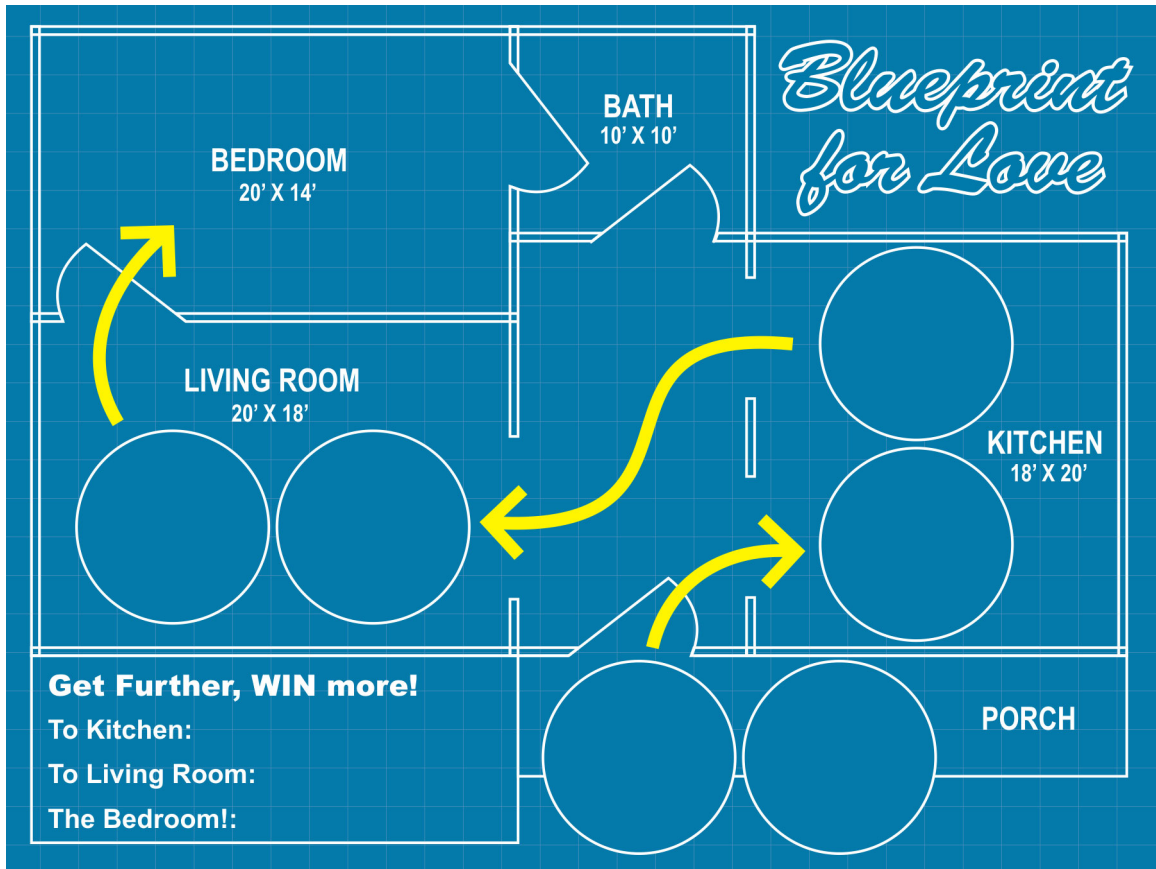 Blueprint
for Love
BATH
10’ X 10’
BEDROOM
20’ X 14’
LIVING ROOM
20’ X 18’
KITCHEN
18’ X 20’
PORCH
Get Further, WIN more!
To Kitchen:
To Living Room:
The Bedroom!: